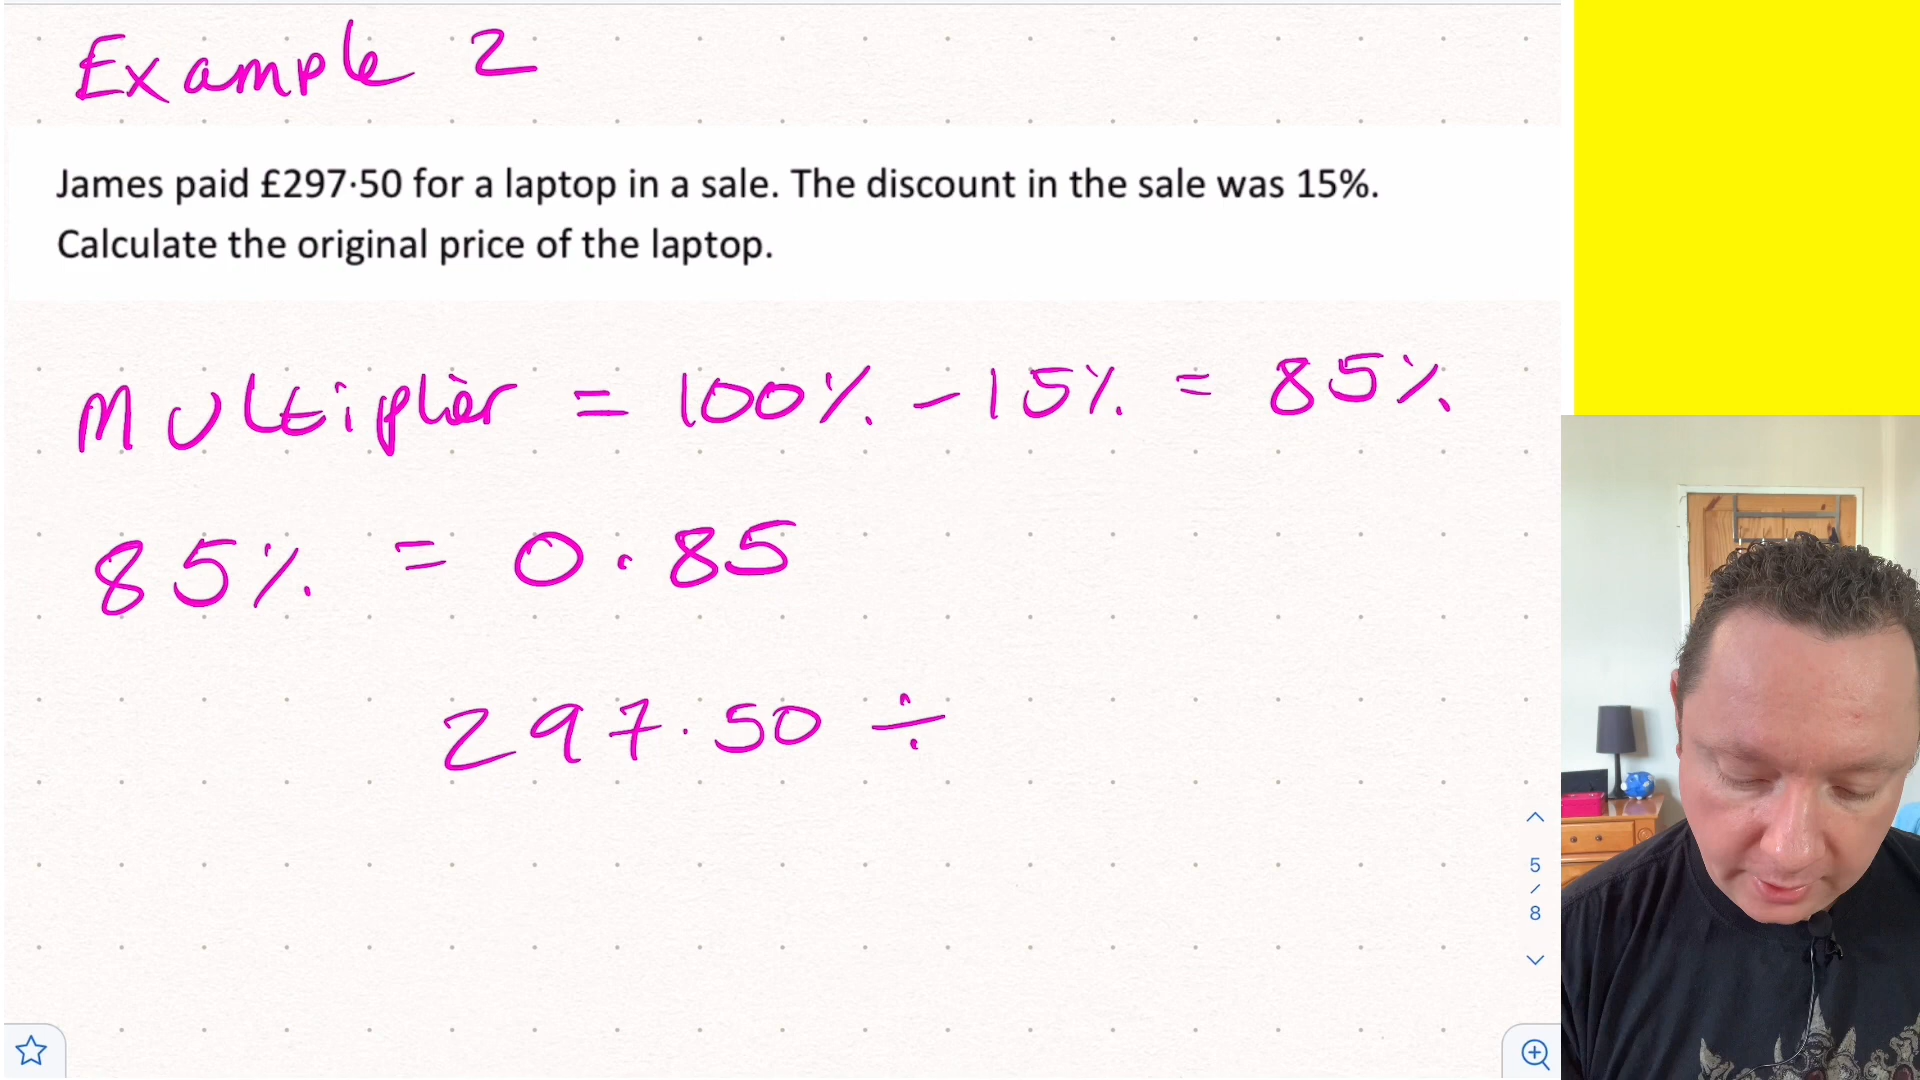 Example 2
James paid £297·50 for a laptop in a sale. The discount in the sale was 15%.
Calculate the original price of the laptop.
Multiplier = 100% - 15% = 85%
85% = 0.85
297.50 ÷
5
/
8